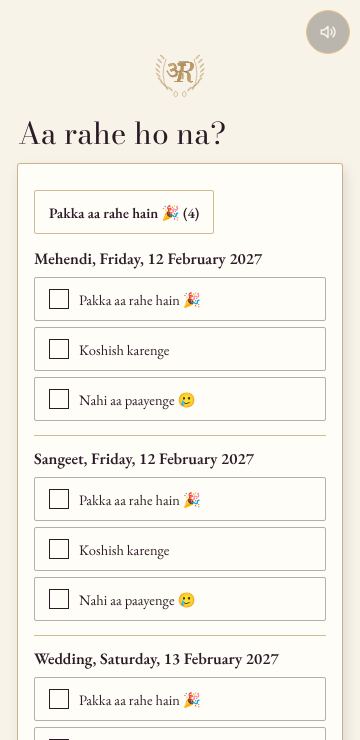 Aa rahe ho na?
Pakka aa rahe hain 🎉 (4)
Mehendi, Friday, 12 February 2027
Pakka aa rahe hain 🎉
Koshish karenge
Nahi aa paayenge 🥲
Sangeet, Friday, 12 February 2027
Pakka aa rahe hain 🎉
Koshish karenge
Nahi aa paayenge 🥲
Wedding, Saturday, 13 February 2027
Pakka aa rahe hain 🎉